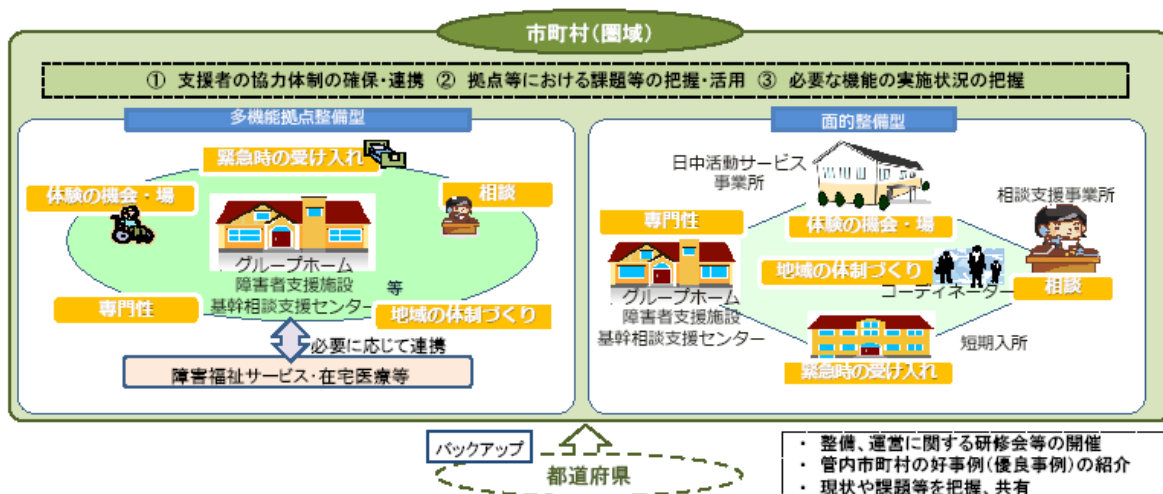 市町村(圏域)
① 支援者の協力体制の確保・連携 ② 拠点等における課題等の把握・活用 ③ 必要な機能の実施状況の把握
多機能拠点整備型
緊急時の受け入れ
体験の機会・場
相談
グループホーム
障害者支援施設 等
基幹相談支援センター
専門性
地域の体制づくり
必要に応じて連携
障害福祉サービス・在宅医療等
面的整備型
日中活動サービス
事業所
相談支援事業所
専門性
体験の機会・場
地域の体制づくり
コーディネーター
相談
グループホーム
障害者支援施設
基幹相談支援センター
短期入所
緊急時の受け入れ
バックアップ
都道府県
・ 整備、運営に関する研修会等の開催
・ 管内市町村の好事例(優良事例)の紹介
・ 現状や課題等を把握、共有